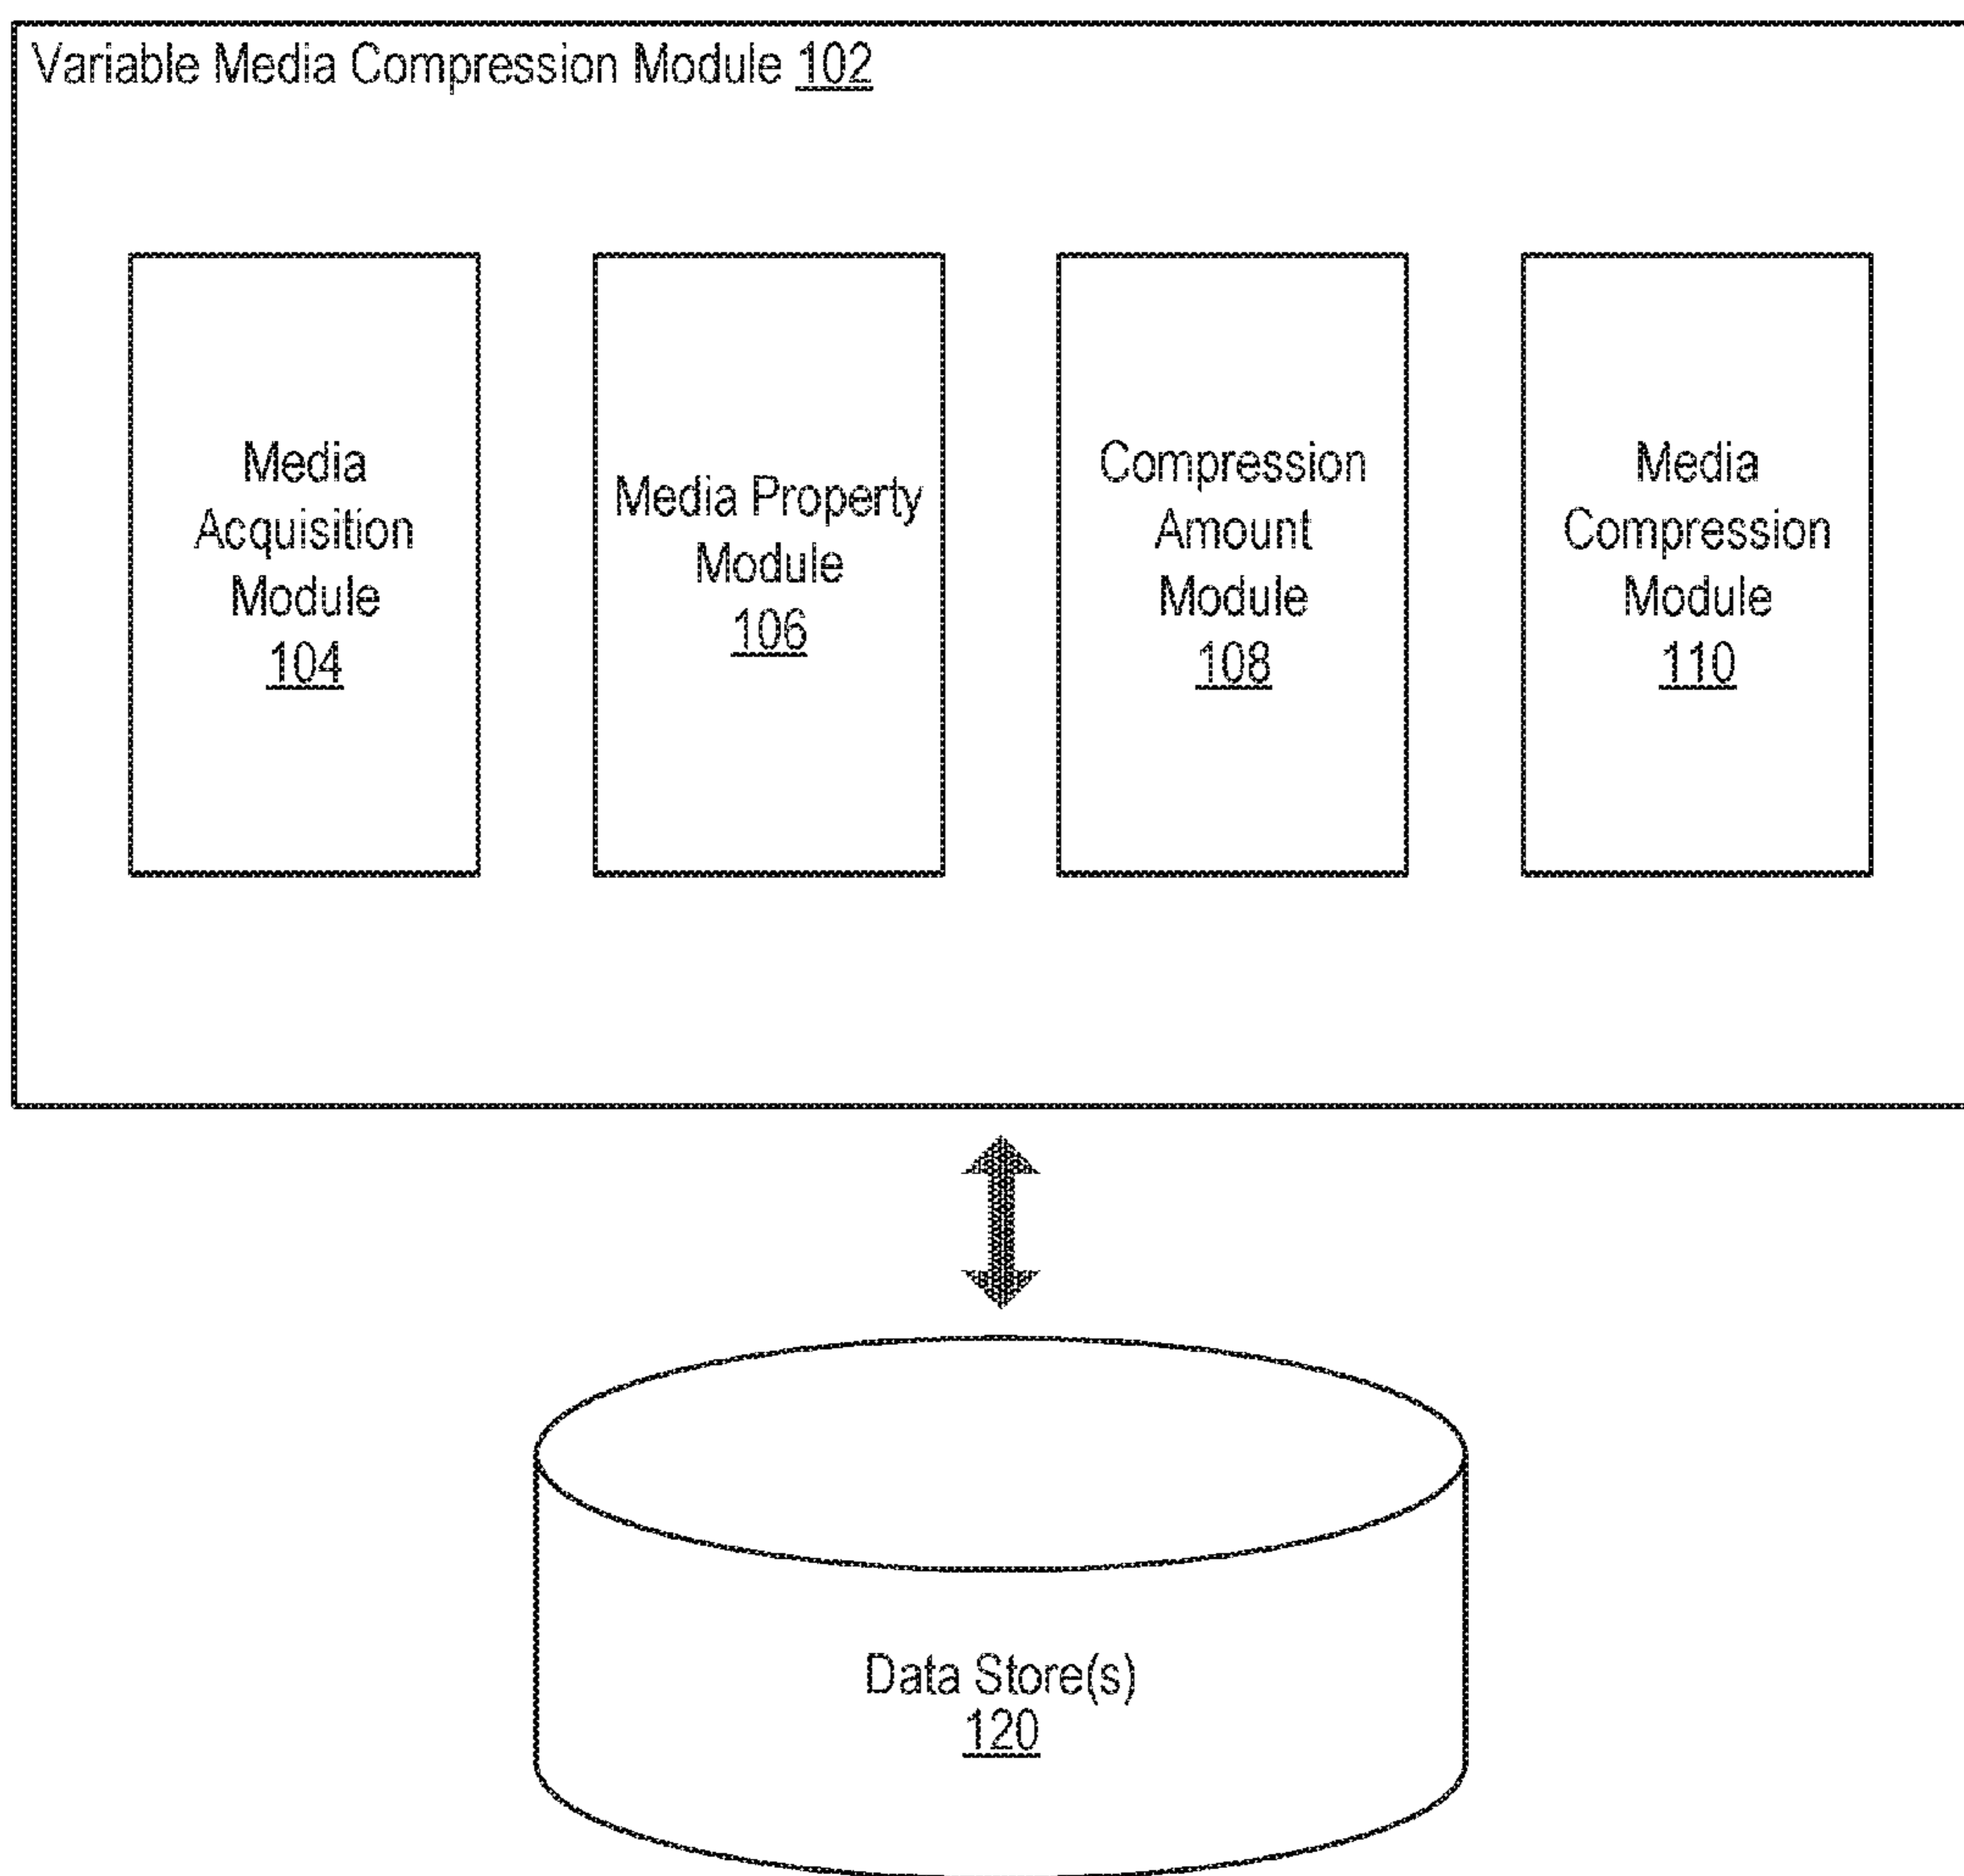 Variable Media Compression Module 102
Media
Acquisition
Module
104
Media Property
Module
106
Compression
Amount
Module
108
Media
Compression
Module
110
Data Store(s)
120